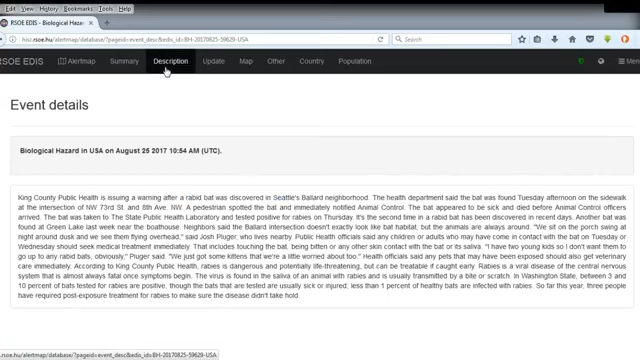 Edit View History Bookmarks Tools Help
RSOE EDIS - Biological Haz... ×
hisz.rsoe.hu/alertmap/database/?pageid=event_desc&edis_id=BH-20170825-59629-USA
Search
RSOE EDIS Alertmap Summary Description Update Map Other Country Population Menu
Event details
Biological Hazard in USA on August 25 2017 10:54 AM (UTC).
King County Public Health is issuing a warning after a rabid bat was discovered in Seattle's Ballard neighborhood. The health department said the bat was found Tuesday afternoon on the sidewalk
at the intersection of NW 73rd St. and 8th Ave. NW. A pedestrian spotted the bat and immediately notified Animal Control. The bat appeared to be sick and died before Animal Control officers
arrived. The bat was taken to The State Public Health Laboratory and tested positive for rabies on Thursday. It's the second time in a rabid bat has been discovered in recent days. Another bat was
found at Green Lake last week near the boathouse. Neighbors said the Ballard intersection doesn't exactly look like bat habitat, but the animals are always around. "We sit on the porch swing at
night around dusk and we see them flying overhead," said Josh Pluger, who lives nearby. Public Health officials said any children or adults who may have come in contact with the bat on Tuesday or
Wednesday should seek medical treatment immediately. That includes touching the bat, being bitten or any other skin contact with the bat or its saliva. "I have two young kids so I don't want them to
go up to any rabid bats, obviously," Pluger said. "We just got some kittens that we're a little worried about too." Health officials said any pets that may have been exposed should also get veterinary
care immediately. According to King County Public Health, rabies is dangerous and potentially life-threatening, but can be treatable if caught early. Rabies is a viral disease of the central nervous
system that is almost always fatal once symptoms begin. The virus is found in the saliva of an animal with rabies and is usually transmitted by a bite or scratch. In Washington State, between 3 and
10 percent of bats tested for rabies are positive, though the bats that are tested are usually sick or injured; less than 1 percent of healthy bats are infected with rabies. So far this year, three people
have required post-exposure treatment for rabies to make sure the disease didn't take hold.
.rsoe.hu/alertmap/database/?pageid=event_desc&edis_id=BH-20170825-59629-USA